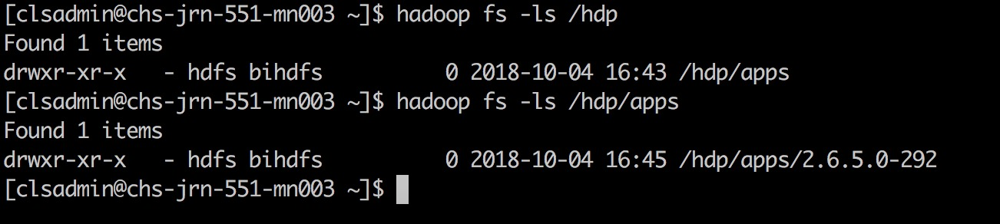 [clsadmin@chs-jrn-551-mn003 ~]$ hadoop fs -ls /hdp
Found 1 items
drwxr-xr-x   - hdfs bihdfs          0 2018-10-04 16:43 /hdp/apps
[clsadmin@chs-jrn-551-mn003 ~]$ hadoop fs -ls /hdp/apps
Found 1 items
drwxr-xr-x   - hdfs bihdfs          0 2018-10-04 16:45 /hdp/apps/2.6.5.0-292
[clsadmin@chs-jrn-551-mn003 ~]$